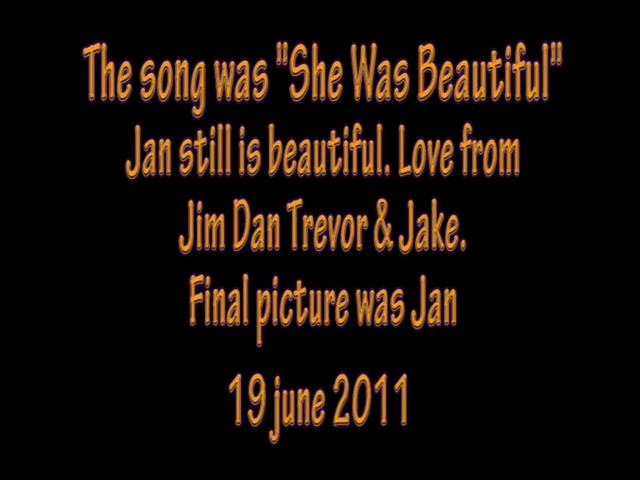 The song was "She Was Beautiful"
Jan still is beautiful. Love from
Jim Dan Trevor & Jake.
Final picture was Jan
19 june 2011